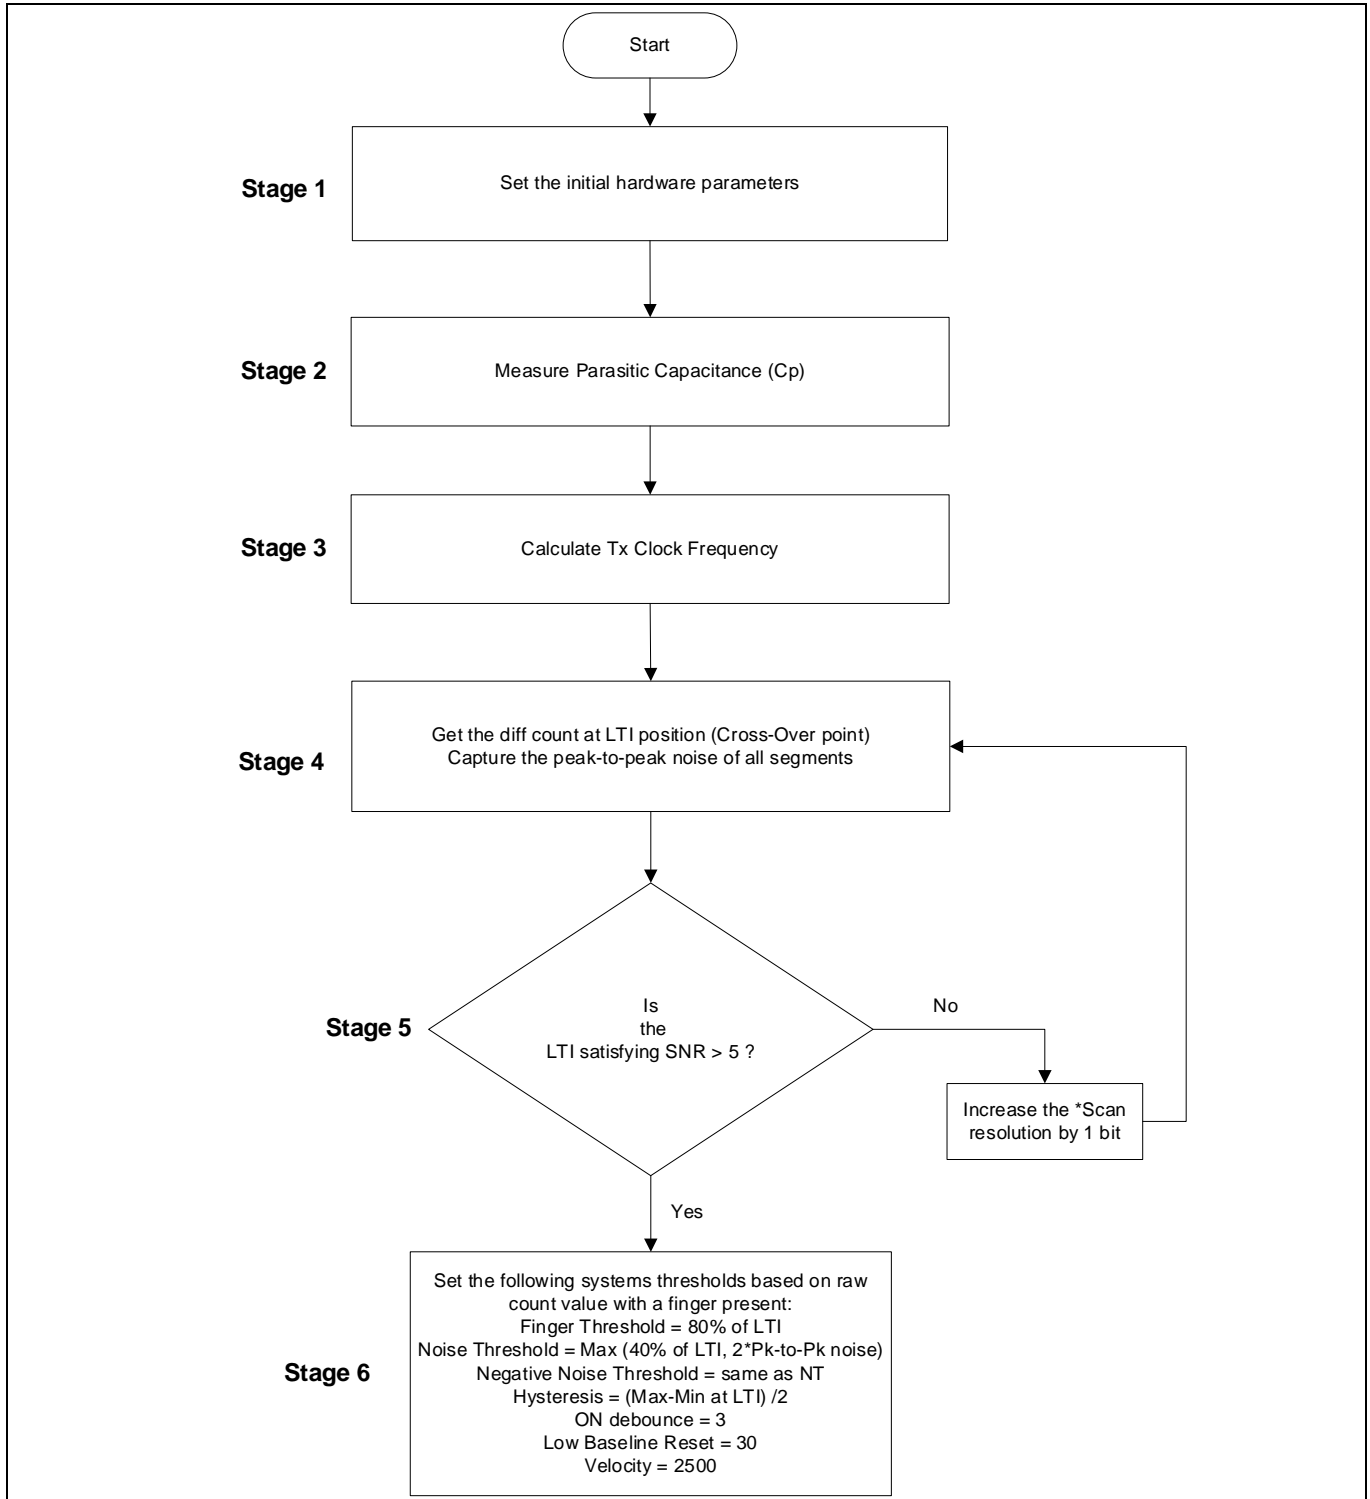 Start
Stage 1
Set the initial hardware parameters
Stage 2
Measure Parasitic Capacitance (Cp)
Stage 3
Calculate Tx Clock Frequency
Stage 4
Get the diff count at LTI position (Cross-Over point)
Capture the peak-to-peak noise of all segments
Stage 5
Is
the
LTI satisfying SNR > 5 ?
No
Increase the *Scan
resolution by 1 bit
Yes
Stage 6
Set the following systems thresholds based on raw
count value with a finger present:
Finger Threshold = 80% of LTI
Noise Threshold = Max (40% of LTI, 2*Pk-to-Pk noise)
Negative Noise Threshold = same as NT
Hysteresis = (Max-Min at LTI) /2
ON debounce = 3
Low Baseline Reset = 30
Velocity = 2500